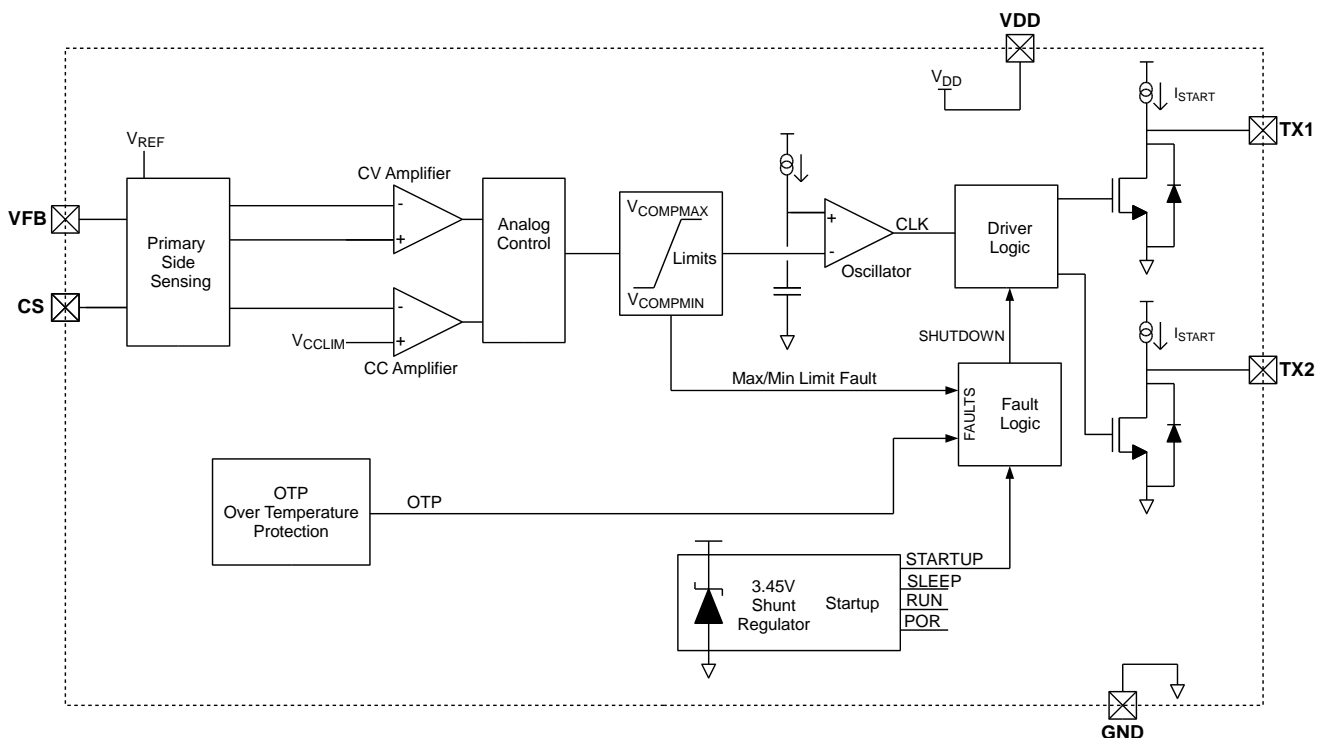 VDD
VDD
ISTART
TX1
VREF
CV Amplifier
VFB
-
+
Primary
Side
Sensing
Analog
Control
VCOMPMAX
Limits
VCOMPMIN
+
-
CLK
Oscillator
Driver
Logic
CS
-
VCCLIM
+
CC Amplifier
SHUTDOWN
ISTART
TX2
Max/Min Limit Fault
FAULTS
Fault
Logic
OTP
Over Temperature
Protection
OTP
3.45V
Shunt
Regulator
Startup
STARTUP
SLEEP
RUN
POR
GND